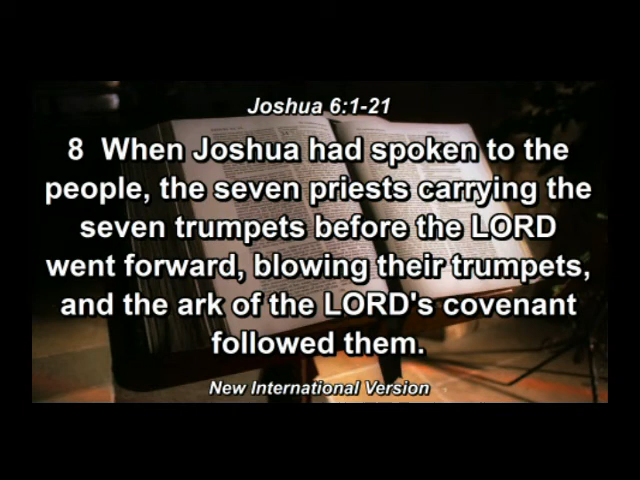 Joshua 6:1-21
8 When Joshua had spoken to the
people, the seven priests carrying the
seven trumpets before the LORD
went forward, blowing their trumpets,
and the ark of the LORD's covenant
followed them.
New International Version